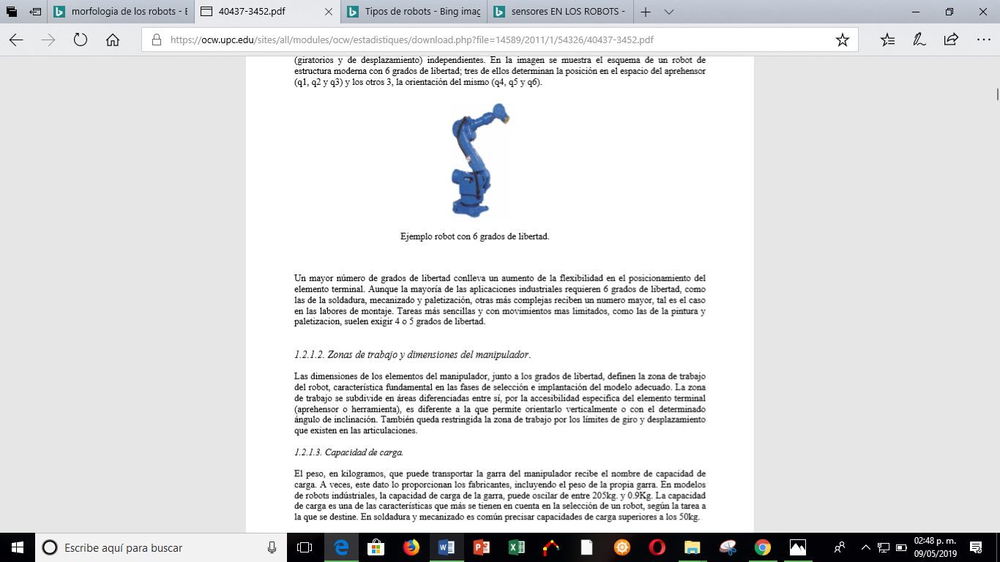 morfologia de los robots - E
40437-3452.pdf
Tipos de robots - Bing imag
sensores EN LOS ROBOTS -
https://ocw.upc.edu/sites/all/modules/ocw/estadistiques/download.php?file=14589/2011/1/54326/40437-3452.pdf
(giratorios y de desplazamiento) independientes. En la imagen se muestra el esquema de un robot de
estructura moderna con 6 grados de libertad; tres de ellos determinan la posición en el espacio del aprehensor
(q1, q2 y q3) y los otros 3, la orientación del mismo (q4, q5 y q6).
Ejemplo robot con 6 grados de libertad.
Un mayor número de grados de libertad conlleva un aumento de la flexibilidad en el posicionamiento del
elemento terminal. Aunque la mayoría de las aplicaciones industriales requieren 6 grados de libertad, como
las de la soldadura, mecanizado y paletización, otras más complejas reciben un numero mayor, tal es el caso
en las labores de montaje. Tareas más sencillas y con movimientos mas limitados, como las de la pintura y
paletizacion, suelen exigir 4 o 5 grados de libertad.
1.2.1.2. Zonas de trabajo y dimensiones del manipulador.
Las dimensiones de los elementos del manipulador, junto a los grados de libertad, definen la zona de trabajo
del robot, característica fundamental en las fases de selección e implantación del modelo adecuado. La zona
de trabajo se subdivide en áreas diferenciadas entre sí, por la accesibilidad especifica del elemento terminal
(aprehensor o herramienta), es diferente a la que permite orientarlo verticalmente o con el determinado
ángulo de inclinación. También queda restringida la zona de trabajo por los límites de giro y desplazamiento
que existen en las articulaciones.
1.2.1.3. Capacidad de carga.
El peso, en kilogramos, que puede transportar la garra del manipulador recibe el nombre de capacidad de
carga. A veces, este dato lo proporcionan los fabricantes, incluyendo el peso de la propia garra. En modelos
de robots indústriales, la capacidad de carga de la garra, puede oscilar de entre 205kg. y 0.9Kg. La capacidad
de carga es una de las características que más se tienen en cuenta en la selección de un robot, según la tarea a
la que se destine. En soldadura y mecanizado es común precisar capacidades de carga superiores a los 50kg.
Escribe aquí para buscar
02:48 p. m.
09/05/2019